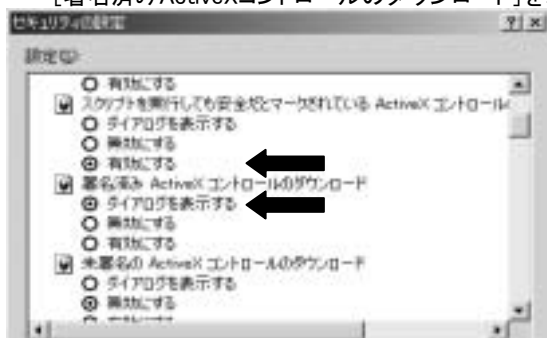 [署名済みActiveXコントロールのダウンロード]を
セキュリティの設定
設定(S):
有効にする
スクリプトを実行しても安全だとマークされている ActiveX コントロール
ダイアログを表示する
無効にする
有効にする
署名済み ActiveX コントロールのダウンロード
ダイアログを表示する
無効にする
有効にする
未署名の ActiveX コントロールのダウンロード
ダイアログを表示する
無効にする